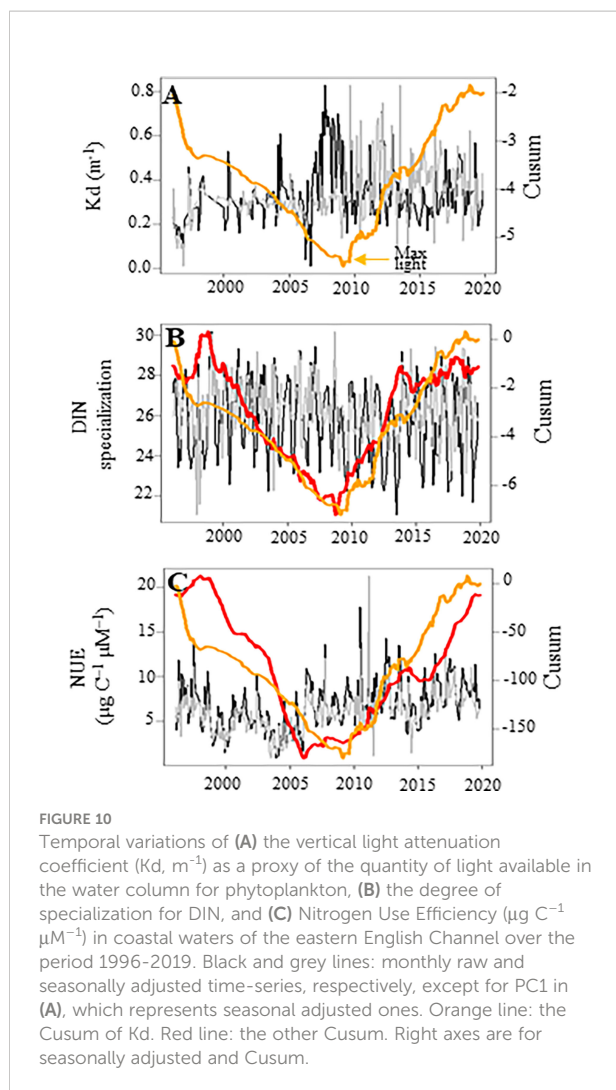 A
Kd (m⁻¹)
0.8
0.6
0.4
0.2
0.0
-2
-3
-4
-5
Cusum
Max
light
2000 2005 2010 2015 2020
B
DIN
specialization
30
28
26
24
22
0
-2
-4
-6
Cusum
2000 2005 2010 2015 2020
C
NUE
(µg C⁻¹ µM⁻¹)
20
15
10
5
0
-50
-100
-150
Cusum
2000 2005 2010 2015 2020
FIGURE 10
Temporal variations of (A) the vertical light attenuation
coefficient (Kd, m⁻¹) as a proxy of the quantity of light available in
the water column for phytoplankton, (B) the degree of
specialization for DIN, and (C) Nitrogen Use Efficiency (µg C⁻¹
µM⁻¹) in coastal waters of the eastern English Channel over the
period 1996-2019. Black and grey lines: monthly raw and
seasonally adjusted time-series, respectively, except for PC1 in
(A), which represents seasonal adjusted ones. Orange line: the
Cusum of Kd. Red line: the other Cusum. Right axes are for
seasonally adjusted and Cusum.